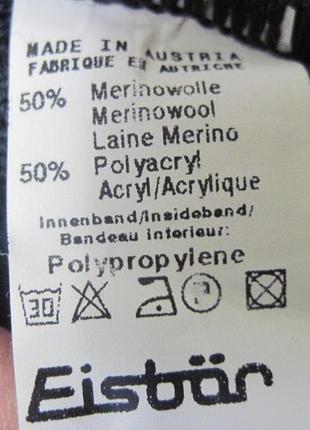 MADE IN AUSTRIA
FABRIQUE EN AUTRICHE
50% Merinowolle
Merinowool
Laine Merino
50% Polyacryl
Acryl/Acrylique
Innenband/Insideband/
Bandeau interieur:
Polypropylene
30
Eisbär